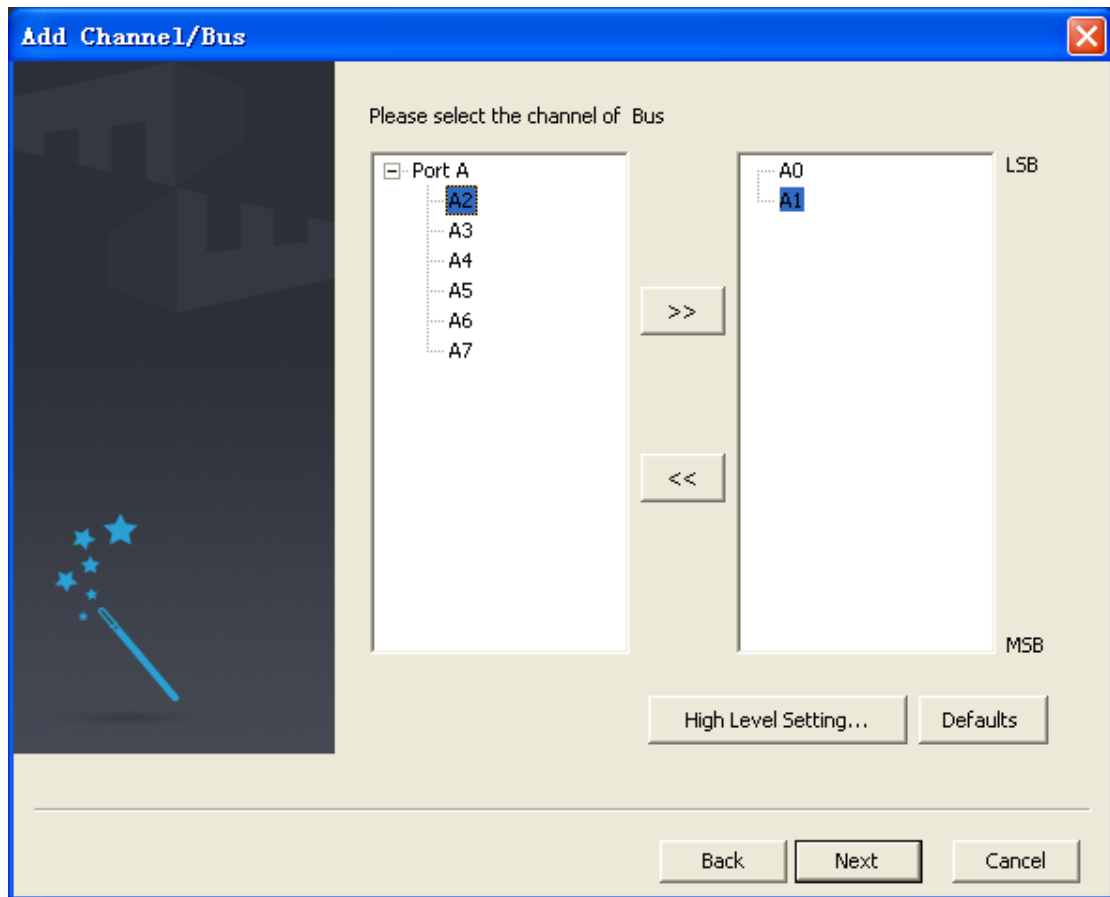 Add Channel/Bus
Please select the channel of Bus
Port A
A2
A3
A4
A5
A6
A7
>>
<<
A0
A1
LSB
MSB
High Level Setting...
Defaults
Back
Next
Cancel